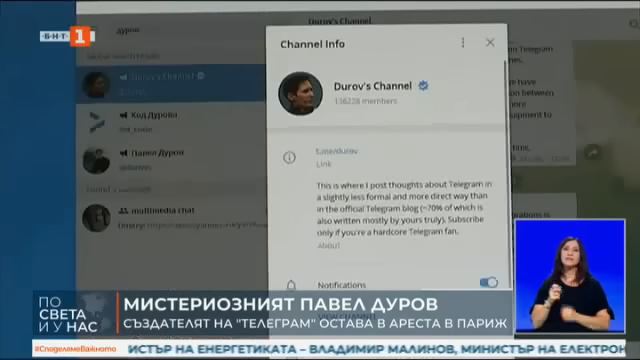 БНТ 1
дуров
Durov's Channel
Channel Info
Durov's Channel
Durov's Channel
136228 members
Код Дурова
Павел Дуров
multimedia chat
t.me/durov
Link
This is where I post thoughts about Telegram in
a slightly less formal and more direct way than
in the official Telegram blog (~70% of which is
also written mostly by yours truly). Subscribe
only if you're a hardcore Telegram fan.
About
Notifications
ПО
СВЕТА
И У НАС
МИСТЕРИОЗНИЯТ ПАВЕЛ ДУРОВ
СЪЗДАТЕЛЯТ НА "ТЕЛЕГРАМ" ОСТАВА В АРЕСТА В ПАРИЖ
#СподелямеВажното
ИСТЪР НА ЕНЕРГЕТИКАТА – ВЛАДИМИР МАЛИНОВ, МИНИСТЪР НА ЕЛЕКТРОН